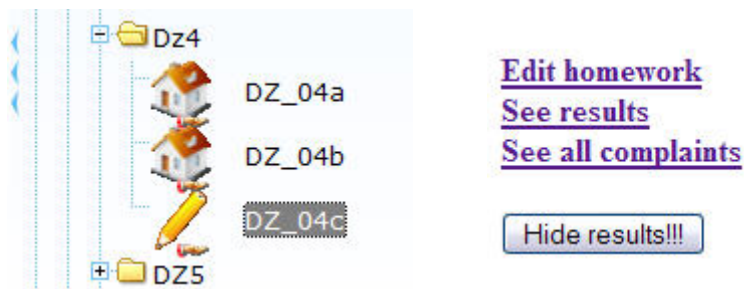 Dz4
DZ_04a
DZ_04b
DZ_04c
DZ5
Edit homework
See results
See all complaints
Hide results!!!